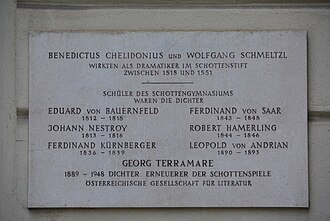 BENEDICTUS CHELIDONIUS UND WOLFGANG SCHMELTZL
WIRKTEN ALS DRAMATIKER IM SCHOTTENSTIFT
ZWISCHEN 1518 UND 1551
SCHÜLER DES SCHOTTENGYMNASIUMS
WAREN DIE DICHTER
EDUARD VON BAUERNFELD FERDINAND VON SAAR
1812 – 1818 1843 – 1848
JOHANN NESTROY ROBERT HAMERLING
1813 – 1816 1844 – 1846
FERDINAND KÜRNBERGER LEOPOLD VON ANDRIAN
1836 – 1839 1890 – 1893
GEORG TERRAMARE
1889 – 1948 DICHTER ERNEUERER DER SCHOTTENSPIELE
ÖSTERREICHISCHE GESELLSCHAFT FÜR LITERATUR